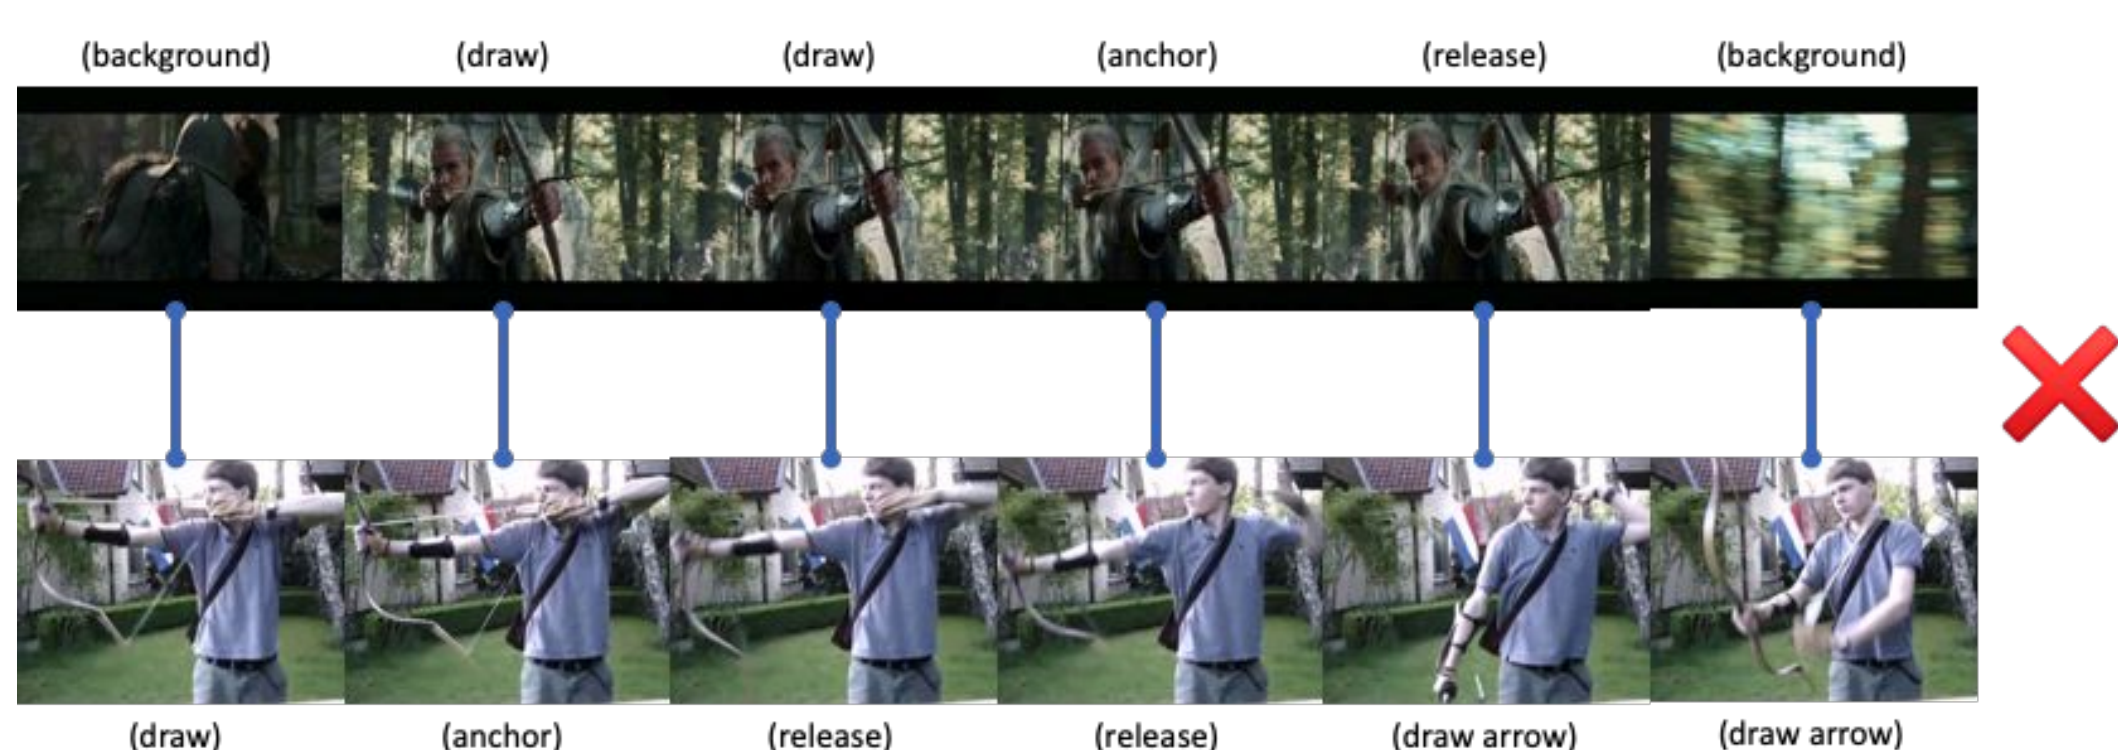 (background) (draw) (draw) (anchor) (release) (background)
(draw) (anchor) (release) (release) (draw arrow) (draw arrow)